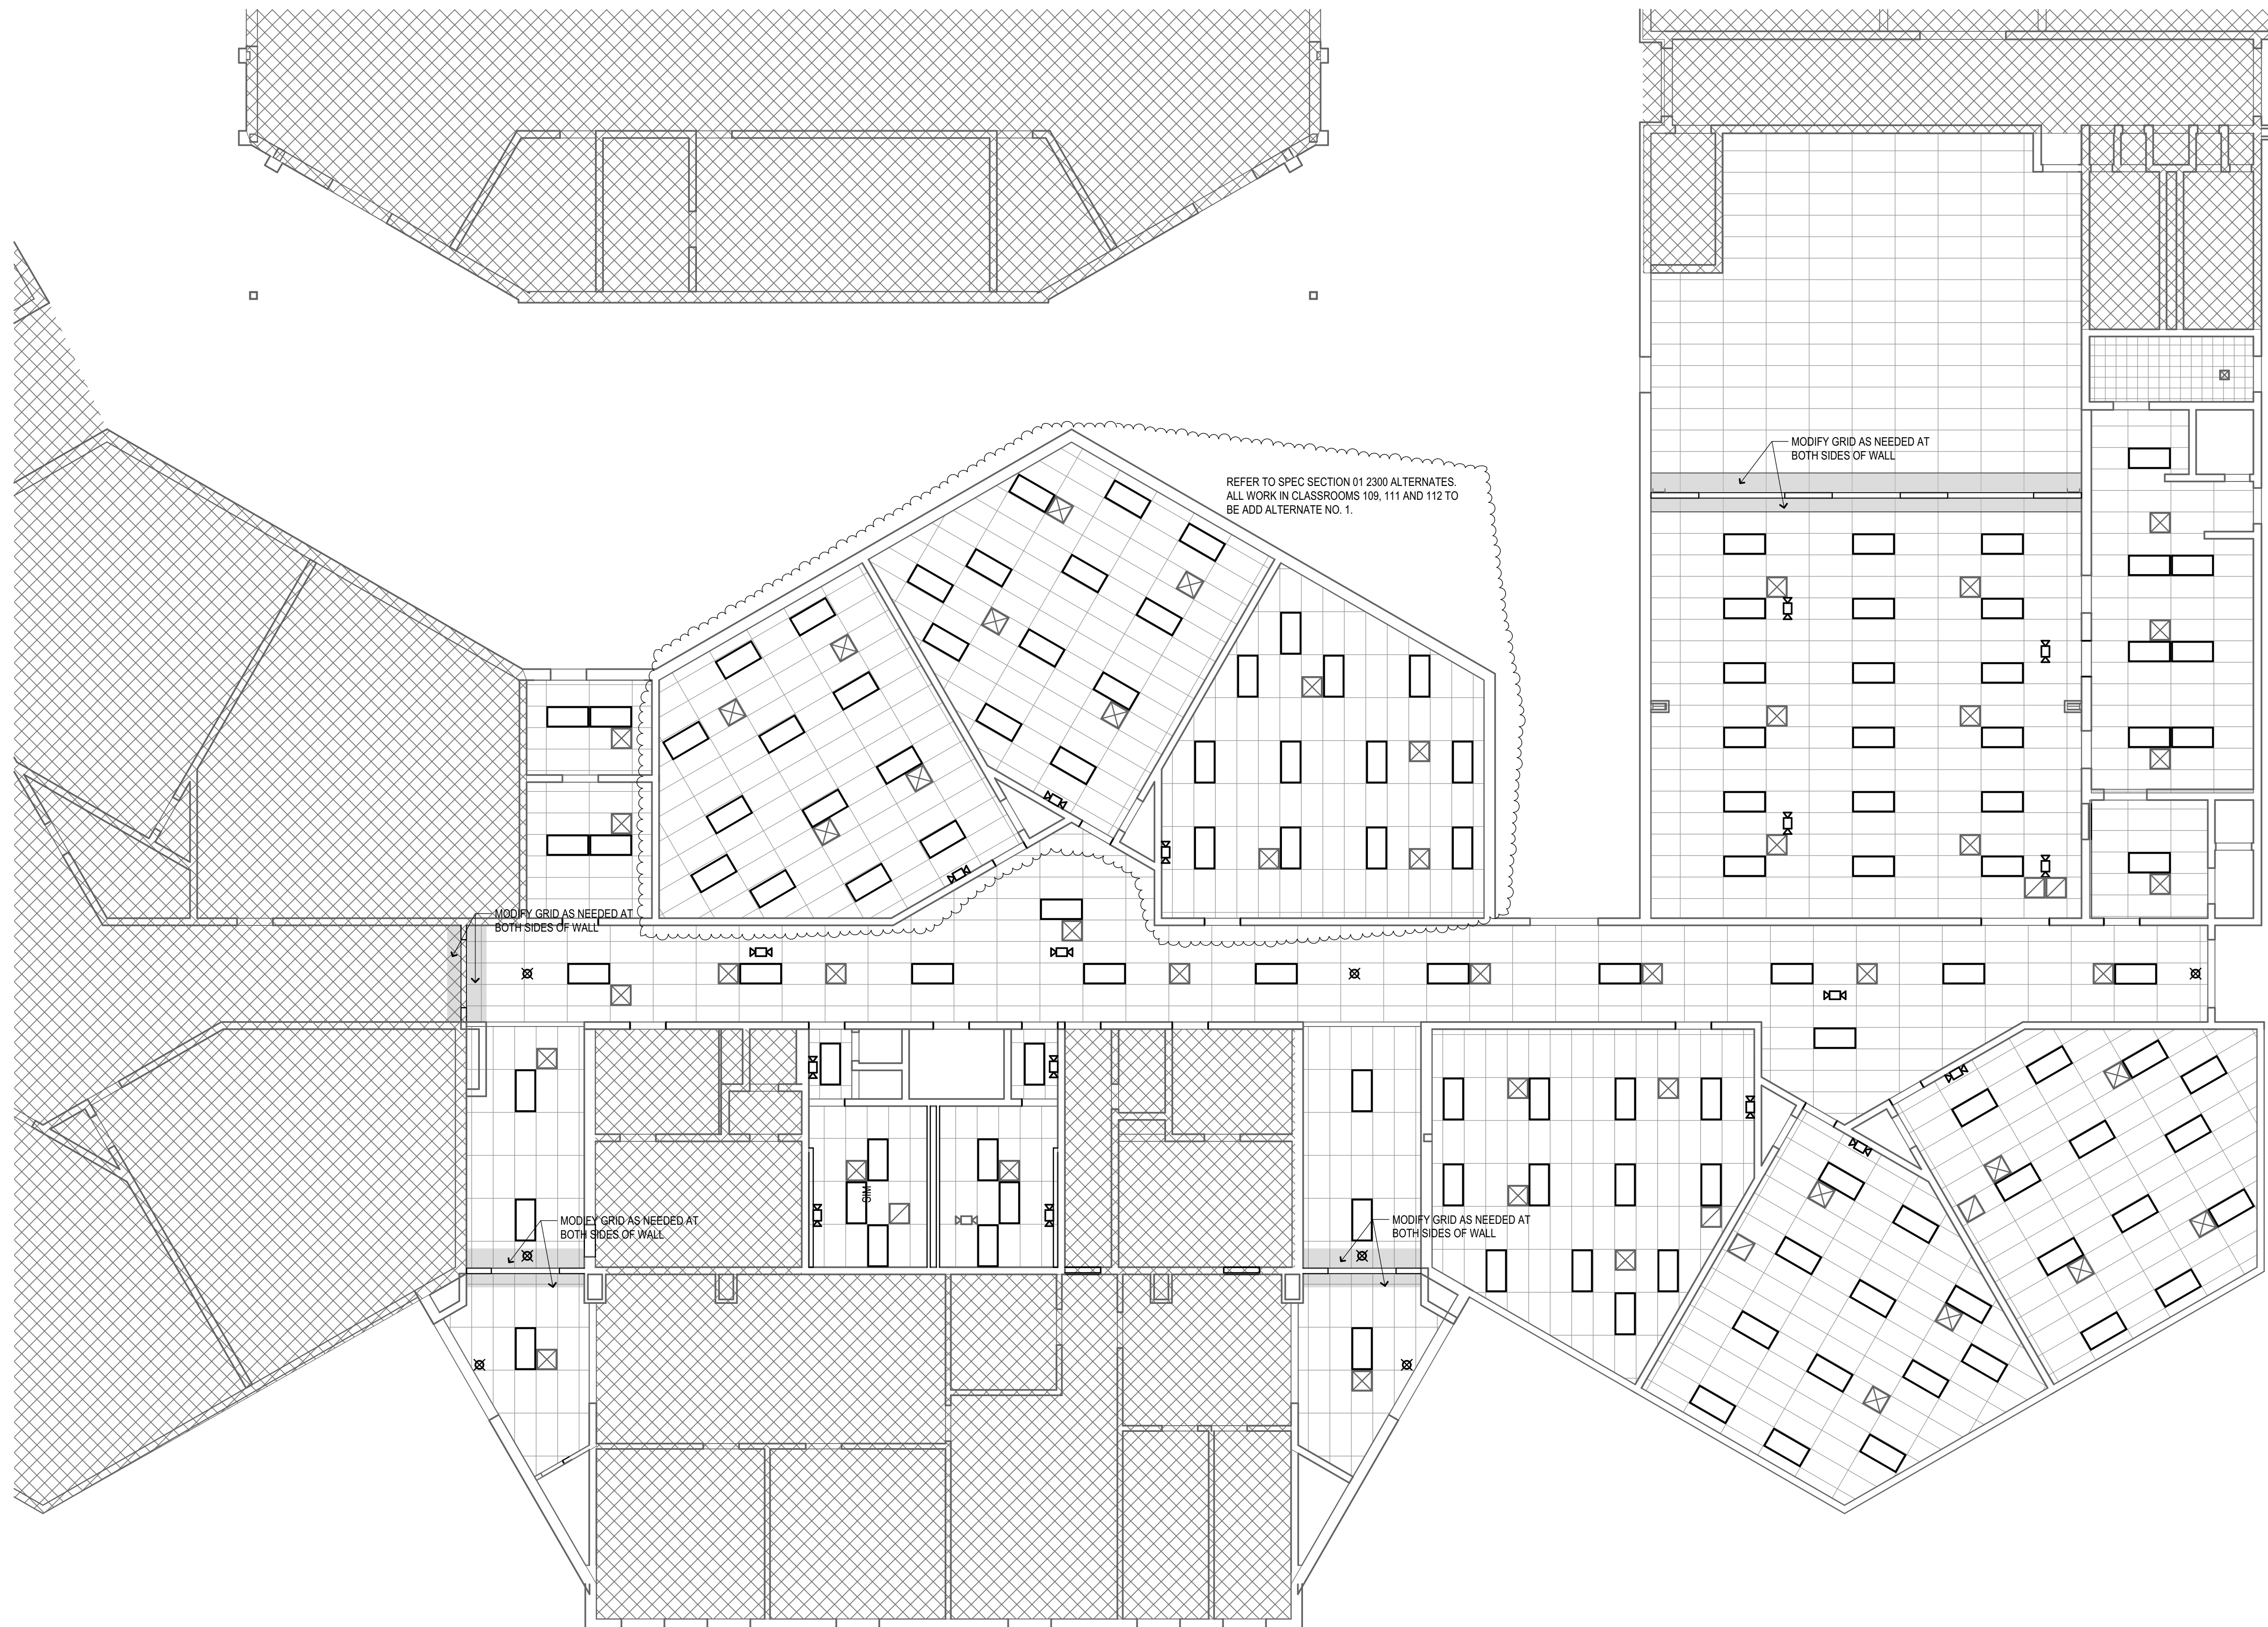 MODIFY GRID AS NEEDED AT
BOTH SIDES OF WALL
REFER TO SPEC SECTION 01 2300 ALTERNATES.
ALL WORK IN CLASSROOMS 109, 111 AND 112 TO
BE ADD ALTERNATE NO. 1.
MODIFY GRID AS NEEDED AT
BOTH SIDES OF WALL
SIM
MODIFY GRID AS NEEDED AT
BOTH SIDES OF WALL
MODIFY GRID AS NEEDED AT
BOTH SIDES OF WALL